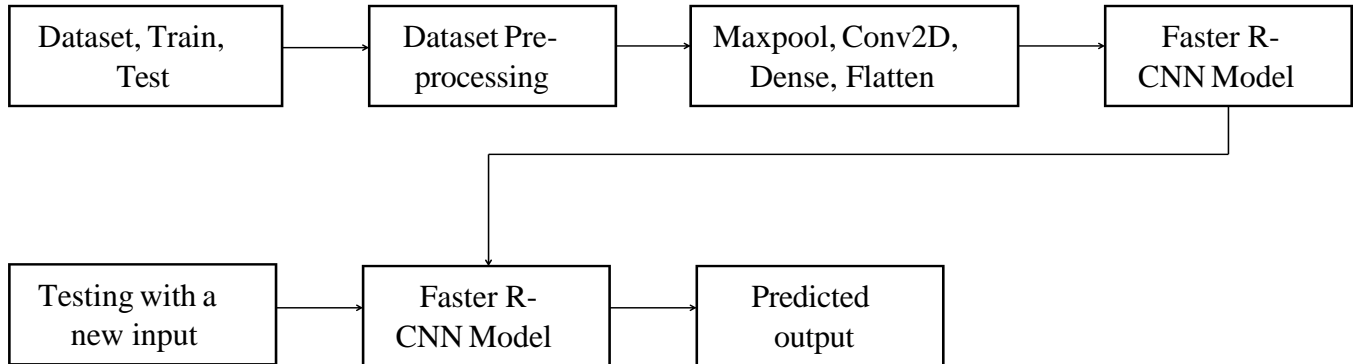 Dataset, Train,
Test
Dataset Pre-
processing
Maxpool, Conv2D,
Dense, Flatten
Faster R-
CNN Model
Testing with a
new input
Faster R-
CNN Model
Predicted
output